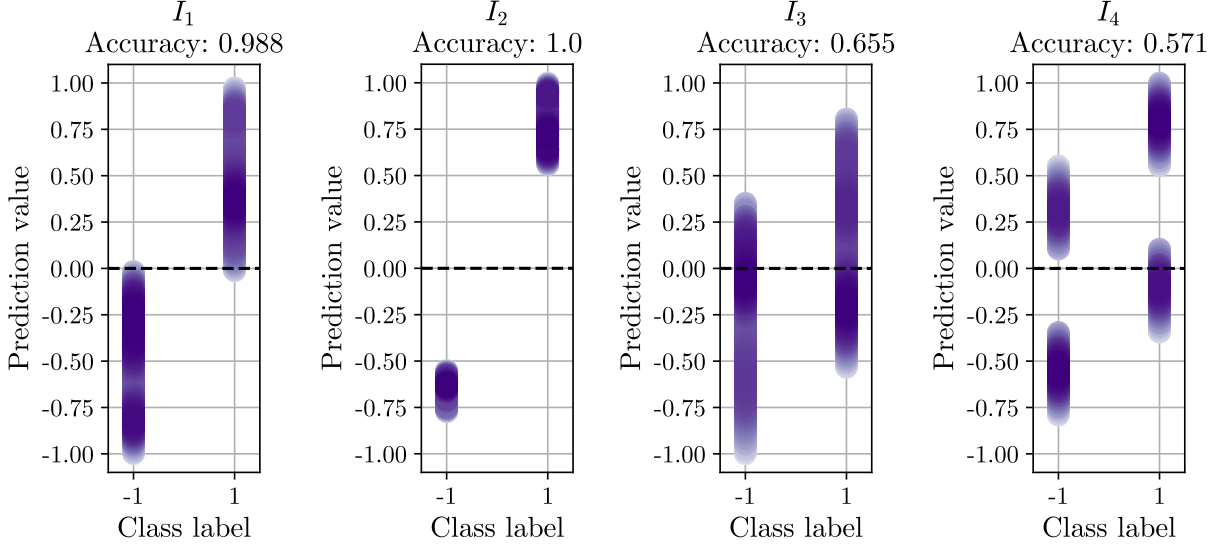 I₁
Accuracy: 0.988
Prediction value
1.00
0.75
0.50
0.25
0.00
-0.25
-0.50
-0.75
-1.00
-1 1
Class label
I₂
Accuracy: 1.0
Prediction value
1.00
0.75
0.50
0.25
0.00
-0.25
-0.50
-0.75
-1.00
-1 1
Class label
I₃
Accuracy: 0.655
Prediction value
1.00
0.75
0.50
0.25
0.00
-0.25
-0.50
-0.75
-1.00
-1 1
Class label
I₄
Accuracy: 0.571
Prediction value
1.00
0.75
0.50
0.25
0.00
-0.25
-0.50
-0.75
-1.00
-1 1
Class label